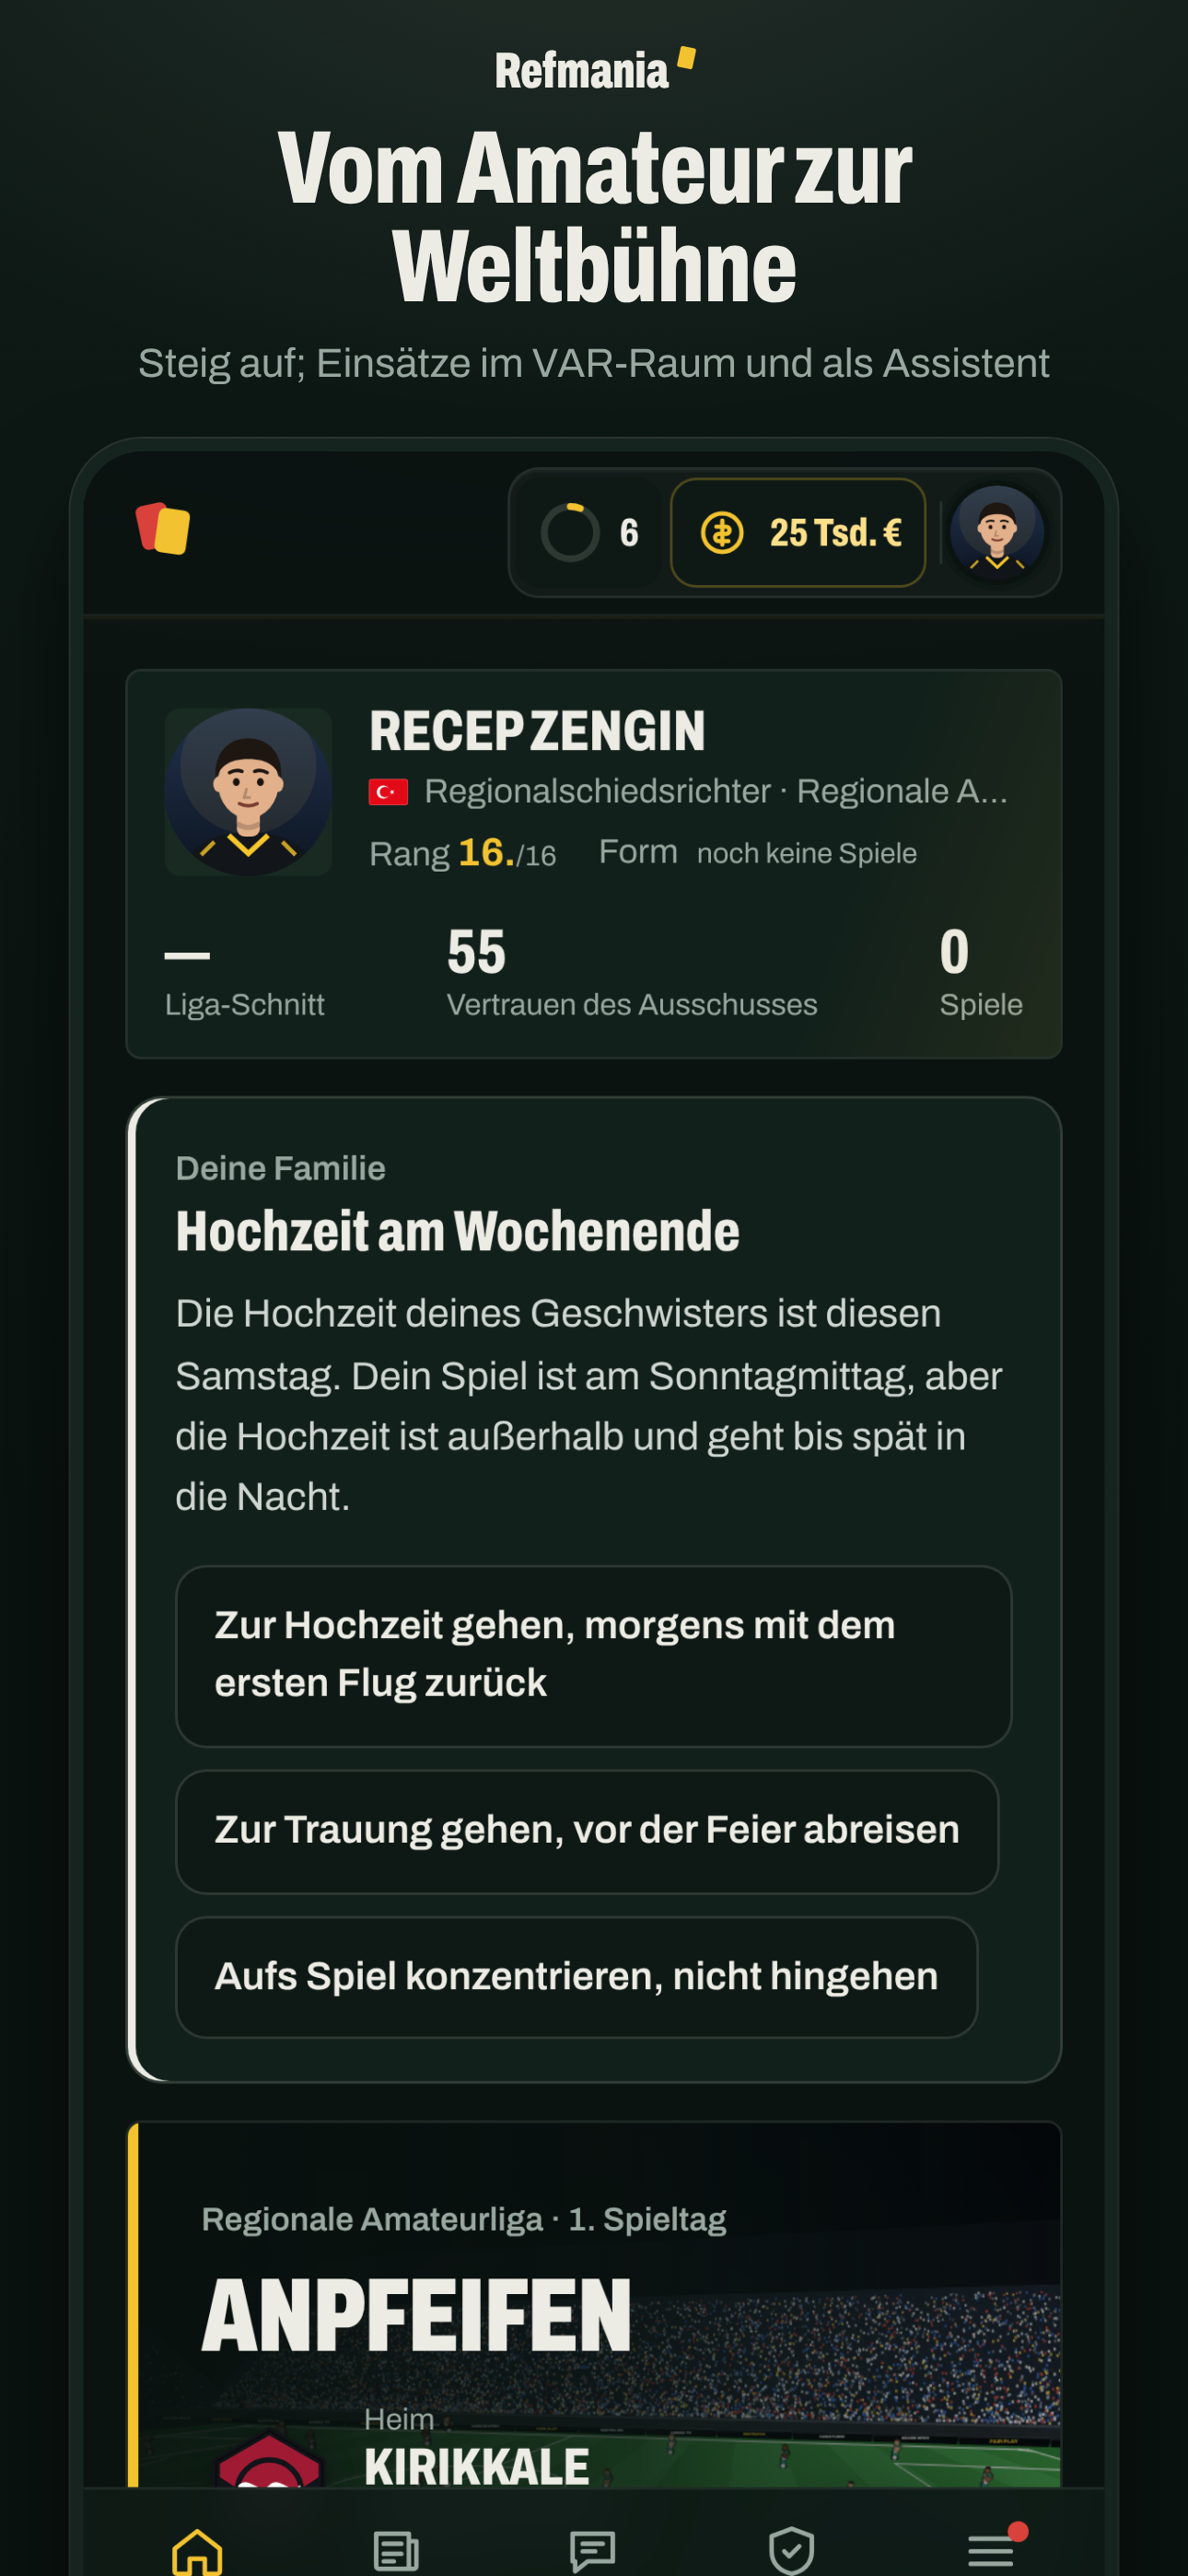 Refmania
Vom Amateur zur
Weltbühne
Steig auf; Einsätze im VAR-Raum und als Assistent
6
25 Tsd. €
RECEP ZENGIN
Regionalschiedsrichter · Regionale A...
Rang 16./16 Form noch keine Spiele
—
55
0
Liga-Schnitt
Vertrauen des Ausschusses
Spiele
Deine Familie
Hochzeit am Wochenende
Die Hochzeit deines Geschwisters ist diesen
Samstag. Dein Spiel ist am Sonntagmittag, aber
die Hochzeit ist außerhalb und geht bis spät in
die Nacht.
Zur Hochzeit gehen, morgens mit dem
ersten Flug zurück
Zur Trauung gehen, vor der Feier abreisen
Aufs Spiel konzentrieren, nicht hingehen
Regionale Amateurliga · 1. Spieltag
ANPFEIFEN
Heim
KIRIKKALE